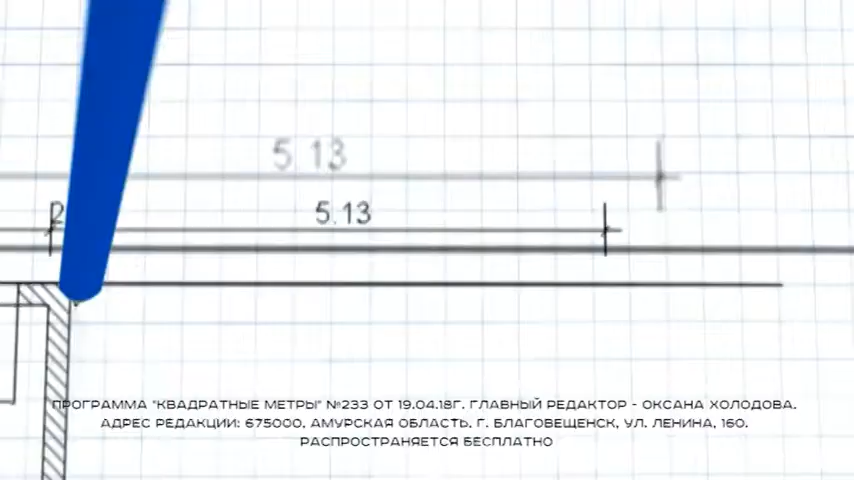 5.13
5.13
ПРОГРАММА "КВАДРАТНЫЕ МЕТРЫ" №233 ОТ 19.04.18Г. ГЛАВНЫЙ РЕДАКТОР - ОКСАНА ХОЛОДОВА.
АДРЕС РЕДАКЦИИ: 675000, АМУРСКАЯ ОБЛАСТЬ, Г. БЛАГОВЕЩЕНСК, УЛ. ЛЕНИНА, 160.
РАСПРОСТРАНЯЕТСЯ БЕСПЛАТНО